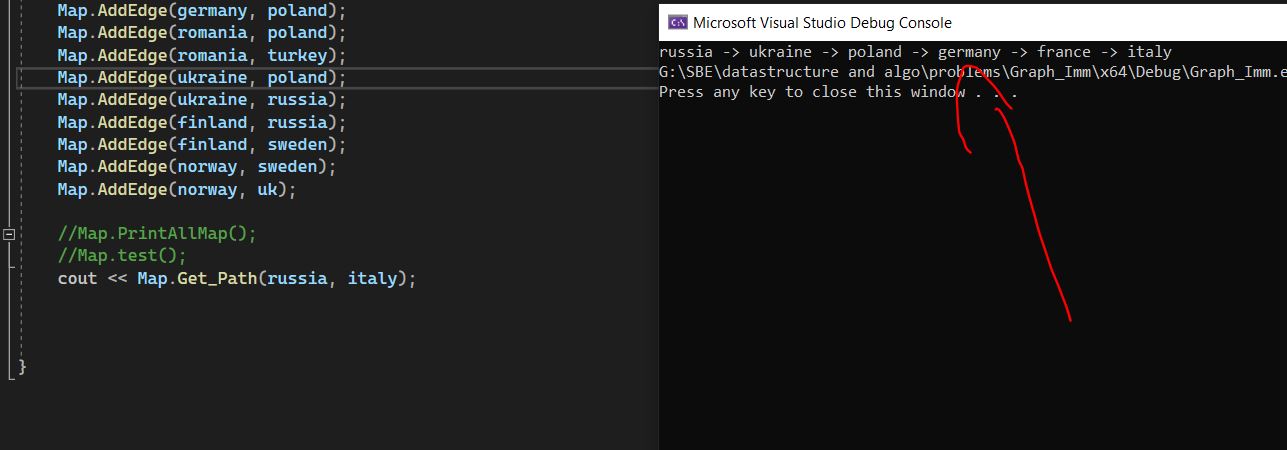 Map.AddEdge(germany, poland);
Map.AddEdge(romania, poland);
Map.AddEdge(romania, turkey);
Map.AddEdge(ukraine, poland);
Map.AddEdge(ukraine, russia);
Map.AddEdge(finland, russia);
Map.AddEdge(finland, sweden);
Map.AddEdge(norway, sweden);
Map.AddEdge(norway, uk);
//Map.PrintAllMap();
//Map.test();
cout << Map.Get_Path(russia, italy);
}
C:\ Microsoft Visual Studio Debug Console
russia -> ukraine -> poland -> germany -> france -> italy
G:\SBE\datastructure and algo\problems\Graph_Imm\x64\Debug\Graph_Imm.e
Press any key to close this window . . .